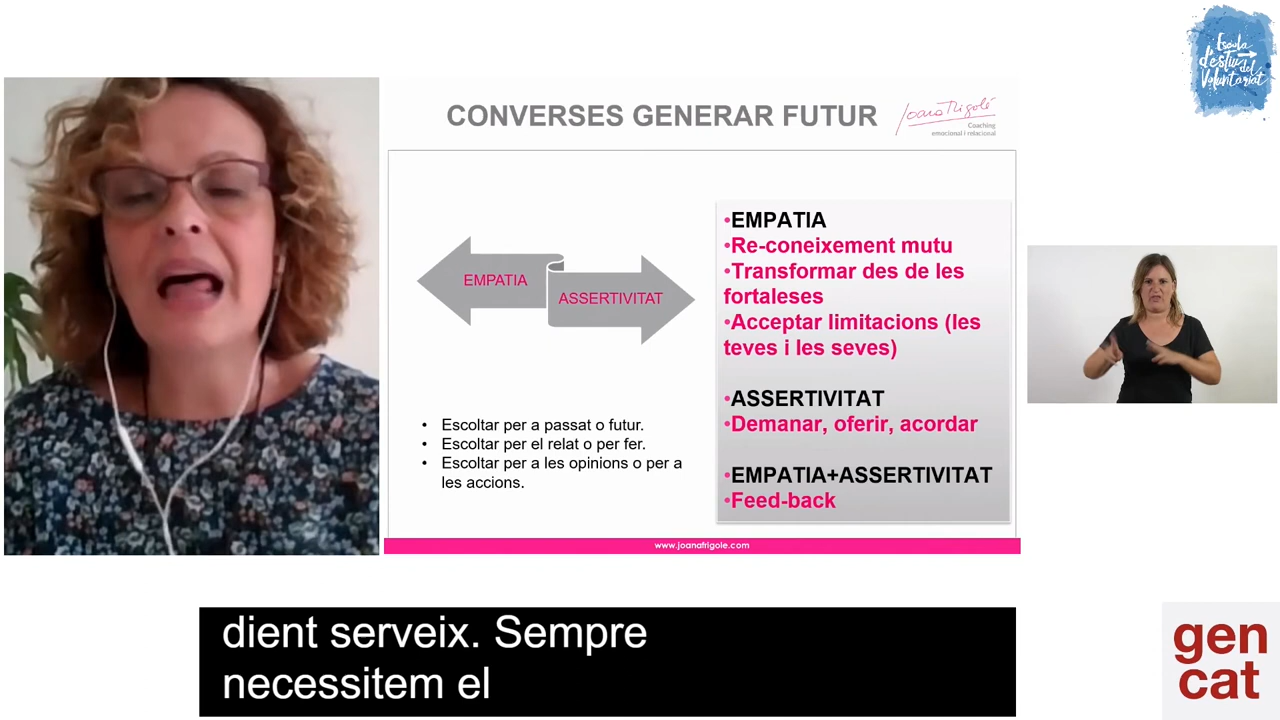 Escola
d'estiu del
Voluntariat
CONVERSES GENERAR FUTUR
Joana Frigolé
Coaching
emocional i relacional
EMPATIA
ASSERTIVITAT
•EMPATIA
•Re-coneixement mutu
•Transformar des de les
fortaleses
•Acceptar limitacions (les
teves i les seves)
•ASSERTIVITAT
•Demanar, oferir, acordar
•EMPATIA+ASSERTIVITAT
•Feed-back
• Escoltar per a passat o futur.
• Escoltar per el relat o per fer.
• Escoltar per a les opinions o per a
les accions.
www.joanafrigole.com
dient serveix. Sempre
necessitem el
gen
cat